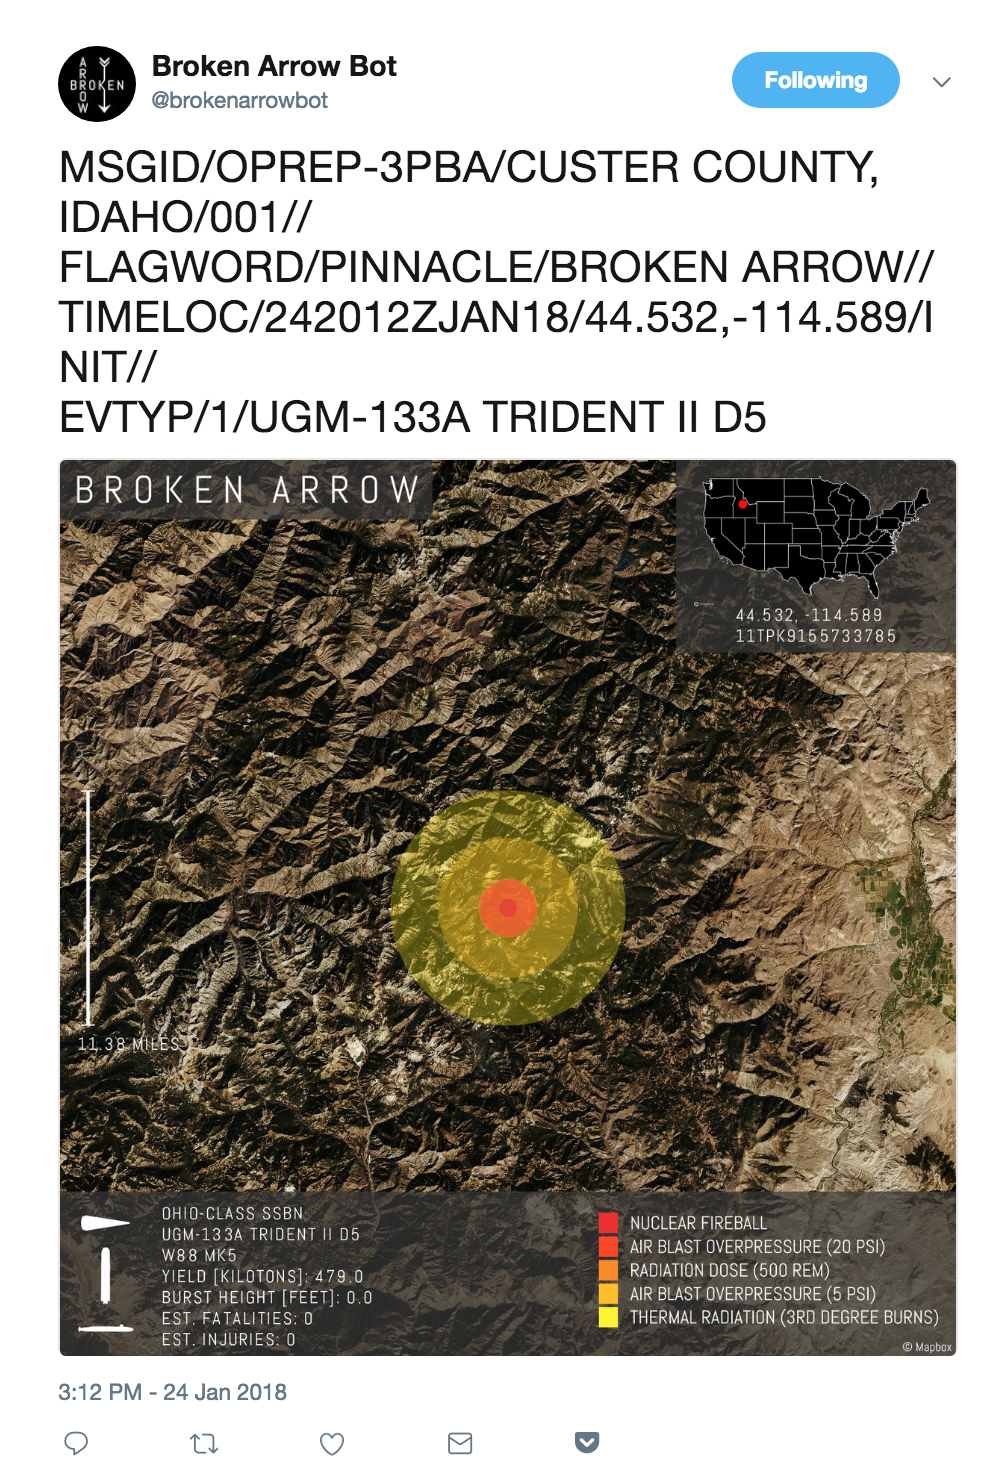 Broken Arrow Bot
@brokenarrowbot
Following
ARROW
BROKEN
MSGID/OPREP-3PBA/CUSTER COUNTY,
IDAHO/001//
FLAGWORD/PINNACLE/BROKEN ARROW//
TIMELOC/242012ZJAN18/44.532,-114.589/I
NIT//
EVTYP/1/UGM-133A TRIDENT II D5
BROKEN ARROW
44.532, -114.589
11TPK9155733785
11.38 MILES
OHIO-CLASS SSBN
UGM-133A TRIDENT II D5
W88 MK5
YIELD [KILOTONS]: 479.0
BURST HEIGHT [FEET]: 0.0
EST. FATALITIES: 0
EST. INJURIES: 0
NUCLEAR FIREBALL
AIR BLAST OVERPRESSURE (20 PSI)
RADIATION DOSE (500 REM)
AIR BLAST OVERPRESSURE (5 PSI)
THERMAL RADIATION (3RD DEGREE BURNS)
© Mapbox
3:12 PM - 24 Jan 2018